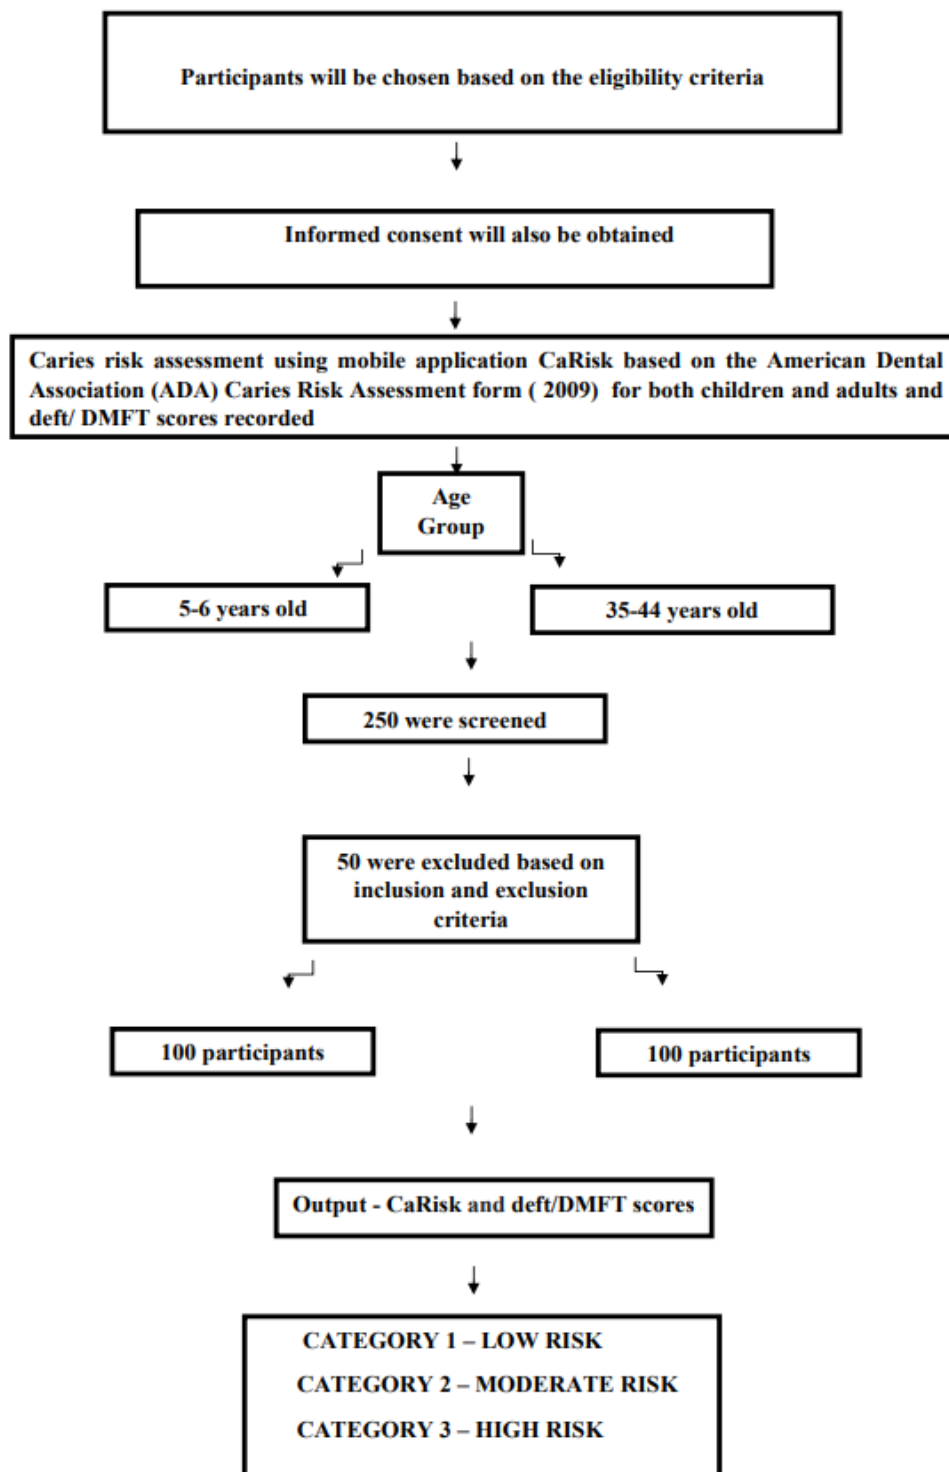 Participants will be chosen based on the eligibility criteria
Informed consent will also be obtained
Caries risk assessment using mobile application CaRisk based on the American Dental
Association (ADA) Caries Risk Assessment form ( 2009) for both children and adults and
deft/ DMFT scores recorded
Age
Group
5-6 years old
35-44 years old
250 were screened
50 were excluded based on
inclusion and exclusion
criteria
100 participants
100 participants
Output - CaRisk and deft/DMFT scores
CATEGORY 1 – LOW RISK
CATEGORY 2 – MODERATE RISK
CATEGORY 3 – HIGH RISK